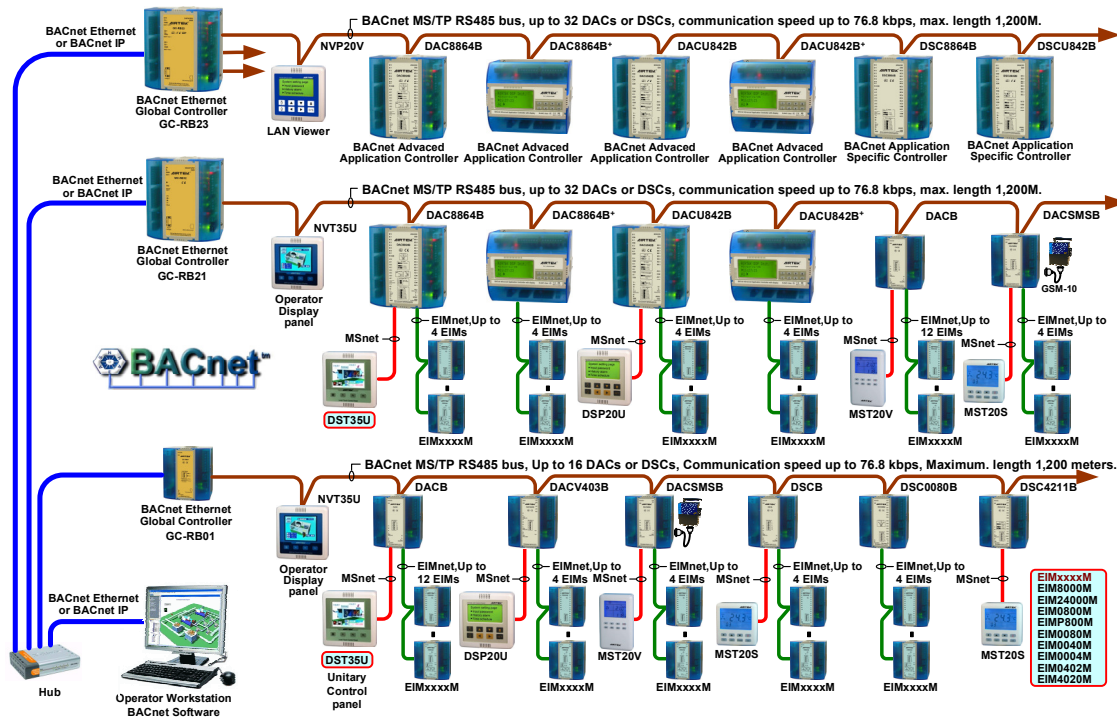 BACnet MS/TP RS485 bus, up to 32 DACs or DSCs, communication speed up to 76.8 kbps, max. length 1,200M.
BACnet Ethernet
or BACnet IP
NVP20V
DAC8864B
DAC8864B+
DACU842B
DACU842B+
DSC8864B
DSCU842B
BACnet Ethernet
Global Controller
GC-RB23
LAN Viewer
BACnet Advaced
Application Controller
BACnet Advaced
Application Controller
BACnet Advaced
Application Controller
BACnet Advaced
Application Controller
BACnet Application
Specific Controller
BACnet Application
Specific Controller
BACnet Ethernet
or BACnet IP
BACnet MS/TP RS485 bus, up to 32 DACs or DSCs, communication speed up to 76.8 kbps, max. length 1,200M.
NVT35U
DAC8864B
DAC8864B+
DACU842B
DACU842B+
DACB
DACSMSB
BACnet Ethernet
Global Controller
GC-RB21
Operator
Display
panel
GSM-10
MSnet
EIMnet,Up to
4 EIMs
EIMnet,Up to
4 EIMs
MSnet
EIMnet,Up to
4 EIMs
EIMnet,Up to
4 EIMs
MSnet
EIMnet,Up to
12 EIMs
MSnet
EIMnet,Up to
4 EIMs
BACnet™
DST35U
DSP20U
MST20V
MST20S
EIMxxxxM
EIMxxxxM
EIMxxxxM
EIMxxxxM
EIMxxxxM
EIMxxxxM
BACnet MS/TP RS485 bus, Up to 16 DACs or DSCs, Communication speed up to 76.8 kbps, Maximum. length 1,200 meters.
NVT35U
DACB
DACV403B
DACSMSB
DSCB
DSC0080B
DSC4211B
BACnet Ethernet
Global Controller
GC-RB01
Operator
Display
panel
MSnet
EIMnet,Up to
12 EIMs
MSnet
EIMnet,Up to
4 EIMs
MSnet
EIMnet,Up to
4 EIMs
MSnet
EIMnet,Up to
4 EIMs
EIMnet,Up to
4 EIMs
MSnet
DST35U
Unitary
Control
panel
DSP20U
MST20V
MST20S
MST20S
EIMxxxxM
EIMxxxxM
EIMxxxxM
EIMxxxxM
EIMxxxxM
EIMxxxxM
EIM8000M
EIM24000M
EIM0800M
EIMP800M
EIM0080M
EIM0040M
EIM0004M
EIM0402M
EIM4020M
BACnet Ethernet
or BACnet IP
Hub
Operator Workstation
BACnet Software